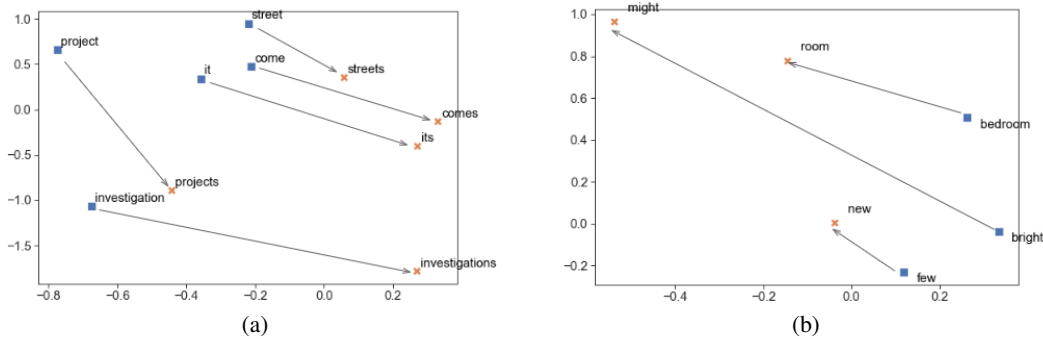 street
project
come
it
streets
comes
its
projects
investigation
investigations
1.0
0.5
0.0
−0.5
−1.0
−1.5
−0.8
−0.6
−0.4
−0.2
0.0
0.2
(a)
might
room
bedroom
new
bright
few
1.0
0.8
0.6
0.4
0.2
0.0
−0.2
−0.4
−0.2
0.0
0.2
(b)